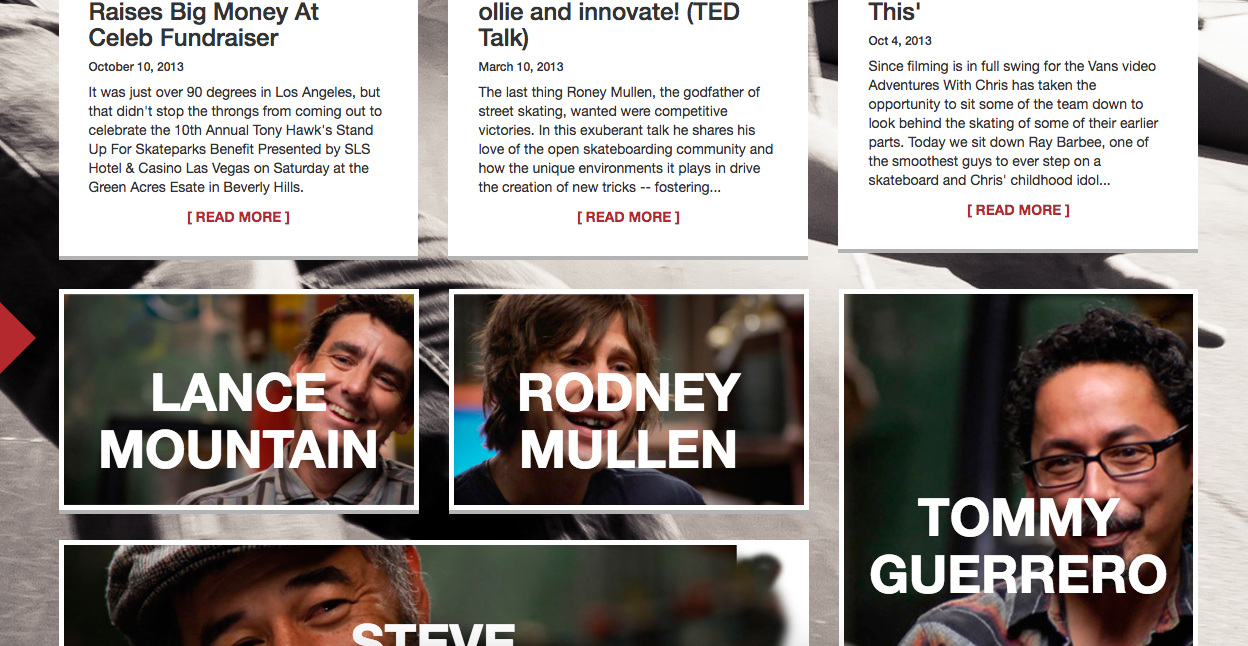 Raises Big Money At
Celeb Fundraiser
October 10, 2013
It was just over 90 degrees in Los Angeles, but
that didn't stop the throngs from coming out to
celebrate the 10th Annual Tony Hawk's Stand
Up For Skateparks Benefit Presented by SLS
Hotel & Casino Las Vegas on Saturday at the
Green Acres Esate in Beverly Hills.
[ READ MORE ]
ollie and innovate! (TED
Talk)
March 10, 2013
The last thing Roney Mullen, the godfather of
street skating, wanted were competitive
victories. In this exuberant talk he shares his
love of the open skateboarding community and
how the unique environments it plays in drive
the creation of new tricks -- fostering...
[ READ MORE ]
This'
Oct 4, 2013
Since filming is in full swing for the Vans video
Adventures With Chris has taken the
opportunity to sit some of the team down to
look behind the skating of some of their earlier
parts. Today we sit down Ray Barbee, one of
the smoothest guys to ever step on a
skateboard and Chris' childhood idol...
[ READ MORE ]
LANCE
MOUNTAIN
RODNEY
MULLEN
TOMMY
GUERRERO
STEVE